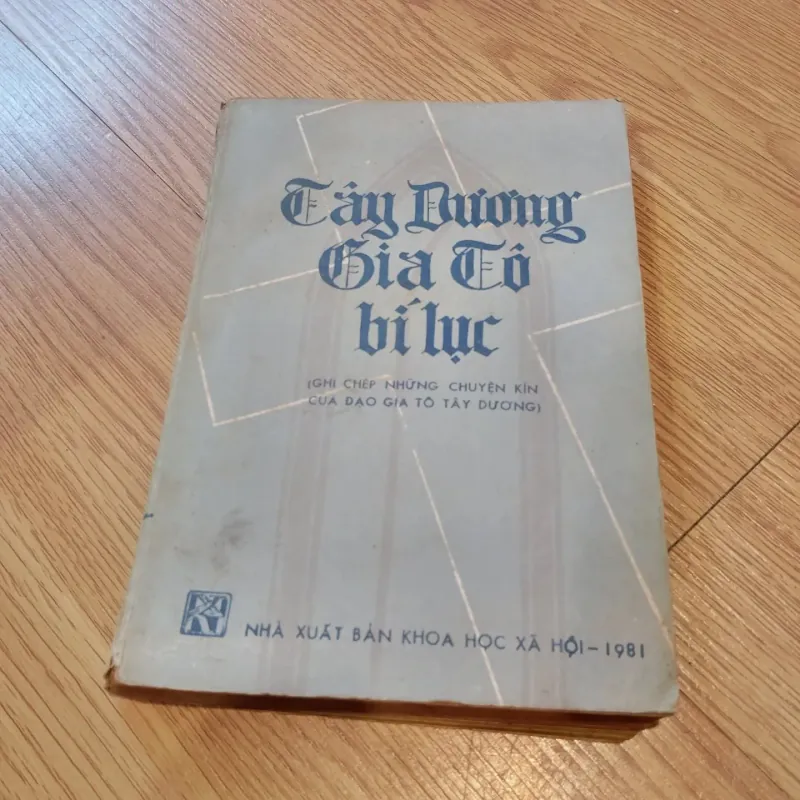 Tây Dương
Gia Tô
bí lục
(GHI CHÉP NHỮNG CHUYỆN KÍN
CỦA ĐẠO GIA TÔ TÂY DƯƠNG)
NHÀ XUẤT BẢN KHOA HỌC XÃ HỘI-1981